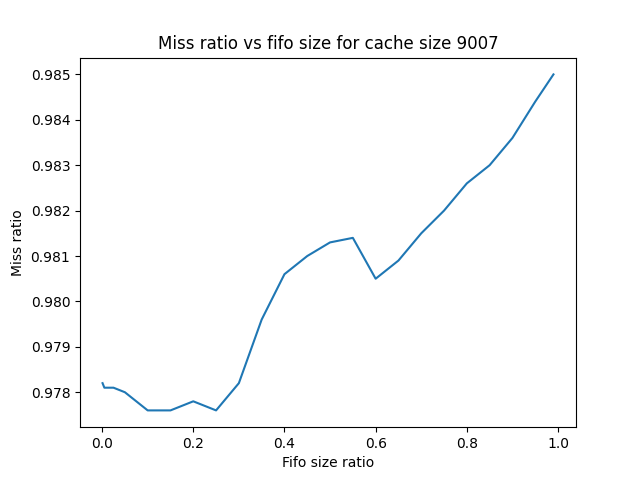 Miss ratio vs fifo size for cache size 9007
0.985
0.984
0.983
0.982
0.981
0.980
0.979
0.978
Miss ratio
0.0 0.2 0.4 0.6 0.8 1.0
Fifo size ratio